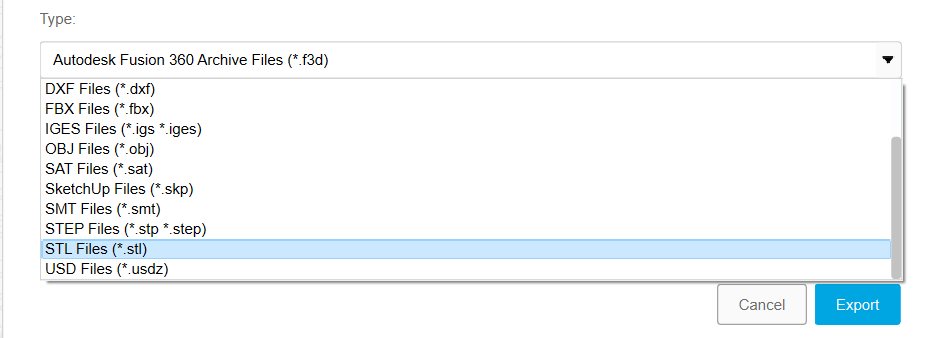 Type:
Autodesk Fusion 360 Archive Files (*.f3d)
DXF Files (*.dxf)
FBX Files (*.fbx)
IGES Files (*.igs *.iges)
OBJ Files (*.obj)
SAT Files (*.sat)
SketchUp Files (*.skp)
SMT Files (*.smt)
STEP Files (*.stp *.step)
STL Files (*.stl)
USD Files (*.usdz)
Cancel Export